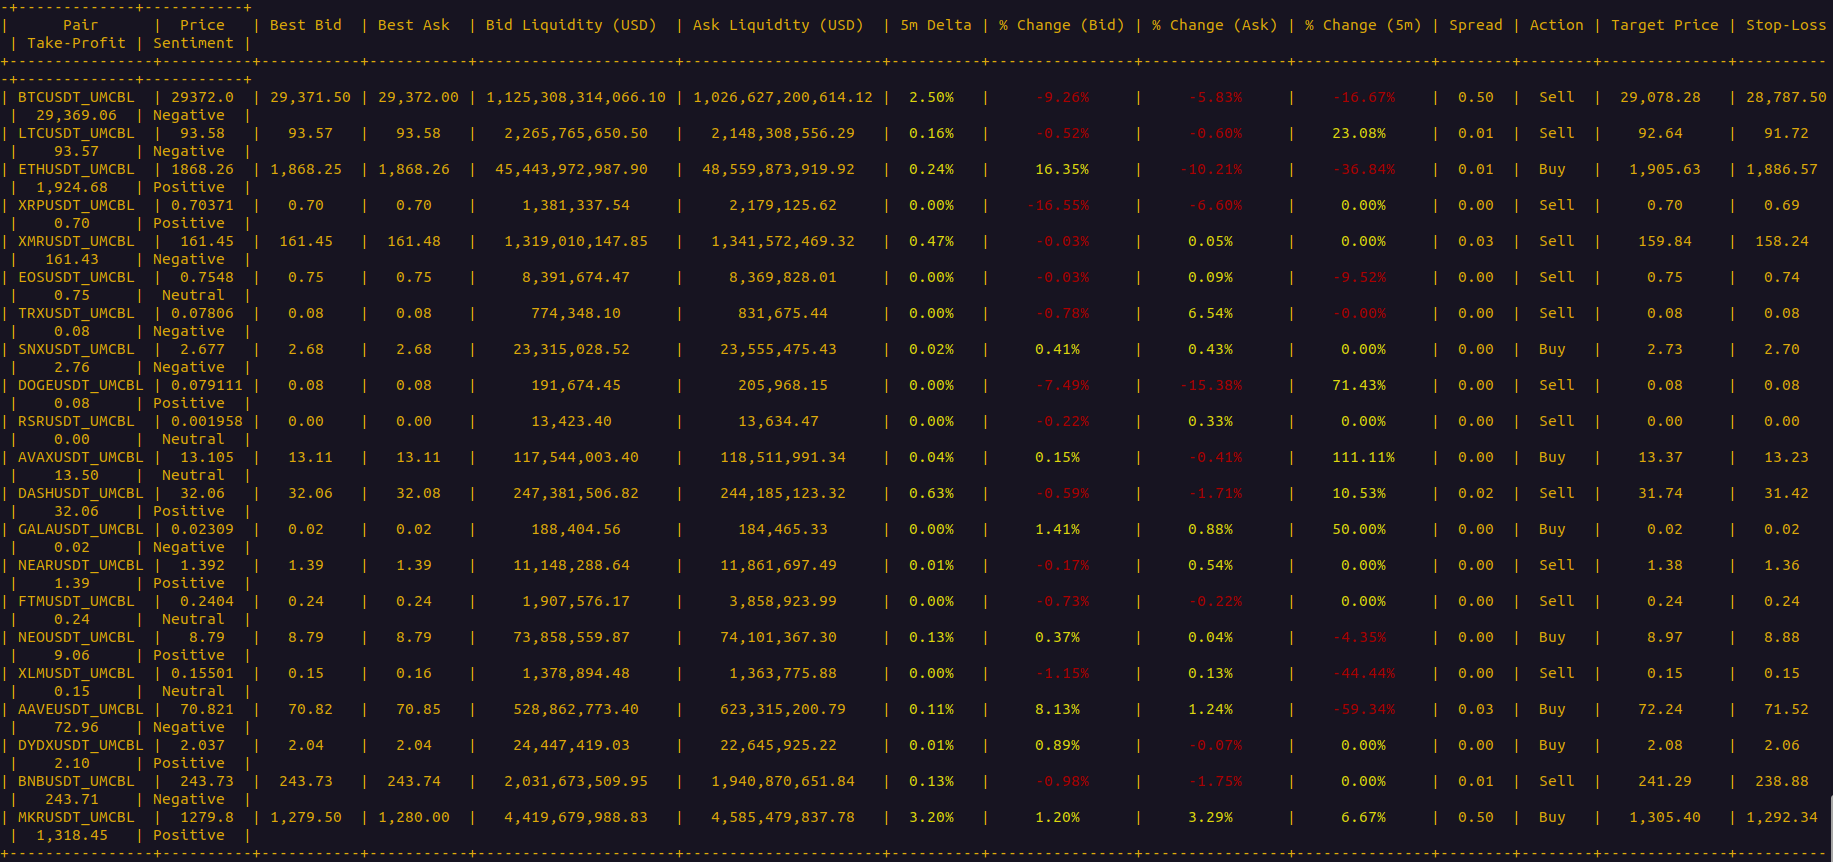 -+-------------+-----------+
| Pair | Price | Best Bid | Best Ask | Bid Liquidity (USD) | Ask Liquidity (USD) | 5m Delta | % Change (Bid) | % Change (Ask) | % Change (5m) | Spread | Action | Target Price | Stop-Loss
| Take-Profit | Sentiment |
+---------------+----------+-----------+-----------+----------------------+----------------------+----------+----------------+----------------+---------------+--------+--------+--------------+----------
-+-------------+-----------+
| BTCUSDT_UMCBL | 29372.0 | 29,371.50 | 29,372.00 | 1,125,308,314,066.10 | 1,026,627,200,614.12 | 2.50% | -9.26% | -5.83% | -16.67% | 0.50 | Sell | 29,078.28 | 28,787.50
| 29,369.06 | Negative |
| LTCUSDT_UMCBL | 93.58 | 93.57 | 93.58 | 2,265,765,650.50 | 2,148,308,556.29 | 0.16% | -0.52% | -0.60% | 23.08% | 0.01 | Sell | 92.64 | 91.72
| 93.57 | Negative |
| ETHUSDT_UMCBL | 1868.26 | 1,868.25 | 1,868.26 | 45,443,972,987.90 | 48,559,873,919.92 | 0.24% | 16.35% | -10.21% | -36.84% | 0.01 | Buy | 1,905.63 | 1,886.57
| 1,924.68 | Positive |
| XRPUSDT_UMCBL | 0.70371 | 0.70 | 0.70 | 1,381,337.54 | 2,179,125.62 | 0.00% | -16.55% | -6.60% | 0.00% | 0.00 | Sell | 0.70 | 0.69
| 0.70 | Positive |
| XMRUSDT_UMCBL | 161.45 | 161.45 | 161.48 | 1,319,010,147.85 | 1,341,572,469.32 | 0.47% | -0.03% | 0.05% | 0.00% | 0.03 | Sell | 159.84 | 158.24
| 161.43 | Negative |
| EOSUSDT_UMCBL | 0.7548 | 0.75 | 0.75 | 8,391,674.47 | 8,369,828.01 | 0.00% | -0.03% | 0.09% | -9.52% | 0.00 | Sell | 0.75 | 0.74
| 0.75 | Neutral |
| TRXUSDT_UMCBL | 0.07806 | 0.08 | 0.08 | 774,348.10 | 831,675.44 | 0.00% | -0.78% | 6.54% | -0.00% | 0.00 | Sell | 0.08 | 0.08
| 0.08 | Negative |
| SNXUSDT_UMCBL | 2.677 | 2.68 | 2.68 | 23,315,028.52 | 23,555,475.43 | 0.02% | 0.41% | 0.43% | 0.00% | 0.00 | Buy | 2.73 | 2.70
| 2.76 | Negative |
| DOGEUSDT_UMCBL | 0.079111 | 0.08 | 0.08 | 191,674.45 | 205,968.15 | 0.00% | -7.49% | -15.38% | 71.43% | 0.00 | Sell | 0.08 | 0.08
| 0.08 | Positive |
| RSRUSDT_UMCBL | 0.001958 | 0.00 | 0.00 | 13,423.40 | 13,634.47 | 0.00% | -0.22% | 0.33% | 0.00% | 0.00 | Sell | 0.00 | 0.00
| 0.00 | Neutral |
| AVAXUSDT_UMCBL | 13.105 | 13.11 | 13.11 | 117,544,003.40 | 118,511,991.34 | 0.04% | 0.15% | -0.41% | 111.11% | 0.00 | Buy | 13.37 | 13.23
| 13.50 | Neutral |
| DASHUSDT_UMCBL | 32.06 | 32.06 | 32.08 | 247,381,506.82 | 244,185,123.32 | 0.63% | -0.59% | -1.71% | 10.53% | 0.02 | Sell | 31.74 | 31.42
| 32.06 | Positive |
| GALAUSDT_UMCBL | 0.02309 | 0.02 | 0.02 | 188,404.56 | 184,465.33 | 0.00% | 1.41% | 0.88% | 50.00% | 0.00 | Buy | 0.02 | 0.02
| 0.02 | Negative |
| NEARUSDT_UMCBL | 1.392 | 1.39 | 1.39 | 11,148,288.64 | 11,861,697.49 | 0.01% | -0.17% | 0.54% | 0.00% | 0.00 | Sell | 1.38 | 1.36
| 1.39 | Positive |
| FTMUSDT_UMCBL | 0.2404 | 0.24 | 0.24 | 1,907,576.17 | 3,858,923.99 | 0.00% | -0.73% | -0.22% | 0.00% | 0.00 | Sell | 0.24 | 0.24
| 0.24 | Neutral |
| NEOUSDT_UMCBL | 8.79 | 8.79 | 8.79 | 73,858,559.87 | 74,101,367.30 | 0.13% | 0.37% | 0.04% | -4.35% | 0.00 | Buy | 8.97 | 8.88
| 9.06 | Positive |
| XLMUSDT_UMCBL | 0.15501 | 0.15 | 0.16 | 1,378,894.48 | 1,363,775.88 | 0.00% | -1.15% | 0.13% | -44.44% | 0.00 | Sell | 0.15 | 0.15
| 0.15 | Neutral |
| AAVEUSDT_UMCBL | 70.821 | 70.82 | 70.85 | 528,862,773.40 | 623,315,200.79 | 0.11% | 8.13% | 1.24% | -59.34% | 0.03 | Buy | 72.24 | 71.52
| 72.96 | Negative |
| DYDXUSDT_UMCBL | 2.037 | 2.04 | 2.04 | 24,447,419.03 | 22,645,925.22 | 0.01% | 0.89% | -0.07% | 0.00% | 0.00 | Buy | 2.08 | 2.06
| 2.10 | Positive |
| BNBUSDT_UMCBL | 243.73 | 243.73 | 243.74 | 2,031,673,509.95 | 1,940,870,651.84 | 0.13% | -0.98% | -1.75% | 0.00% | 0.01 | Sell | 241.29 | 238.88
| 243.71 | Negative |
| MKRUSDT_UMCBL | 1279.8 | 1,279.50 | 1,280.00 | 4,419,679,988.83 | 4,585,479,837.78 | 3.20% | 1.20% | 3.29% | 6.67% | 0.50 | Buy | 1,305.40 | 1,292.34
| 1,318.45 | Positive |
+---------------+----------+-----------+-----------+----------------------+----------------------+----------+----------------+----------------+---------------+--------+--------+--------------+----------